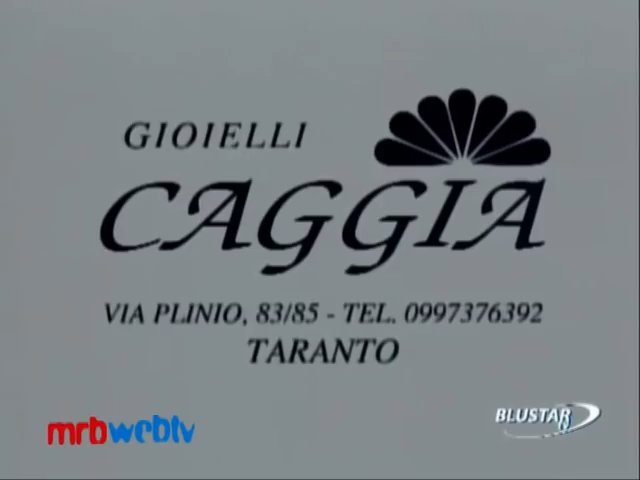 GIOIELLI
CAGGIA
VIA PLINIO, 83/85 - TEL. 0997376392
TARANTO
mrbwebtv
BLUSTAR